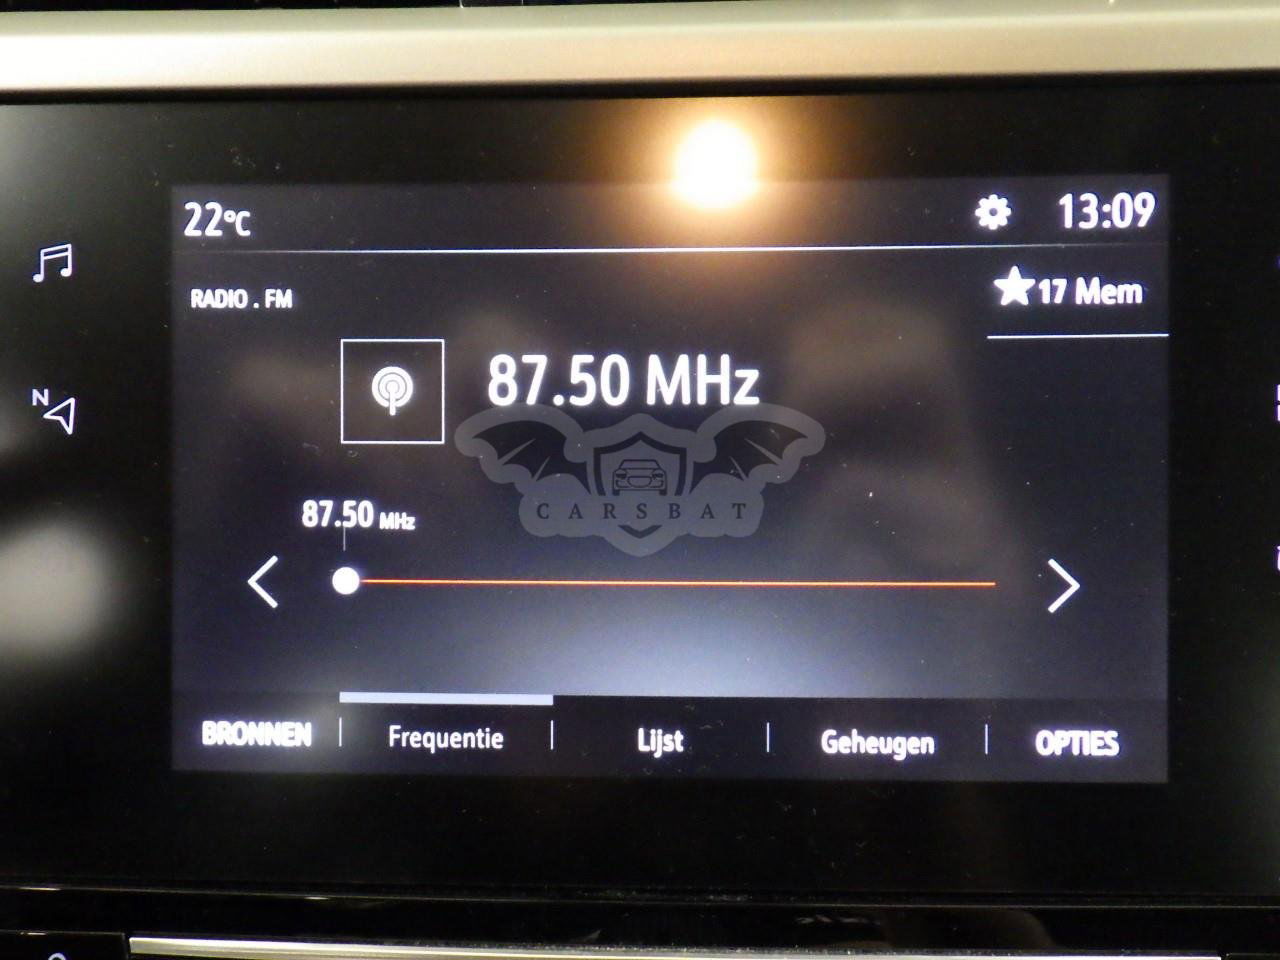 22°C
13:09
RADIO . FM
17 Mem
N
87.50 MHz
CARSBAT
87.50 MHz
BRONNEN
Frequentie
Lijst
Geheugen
OPTIES